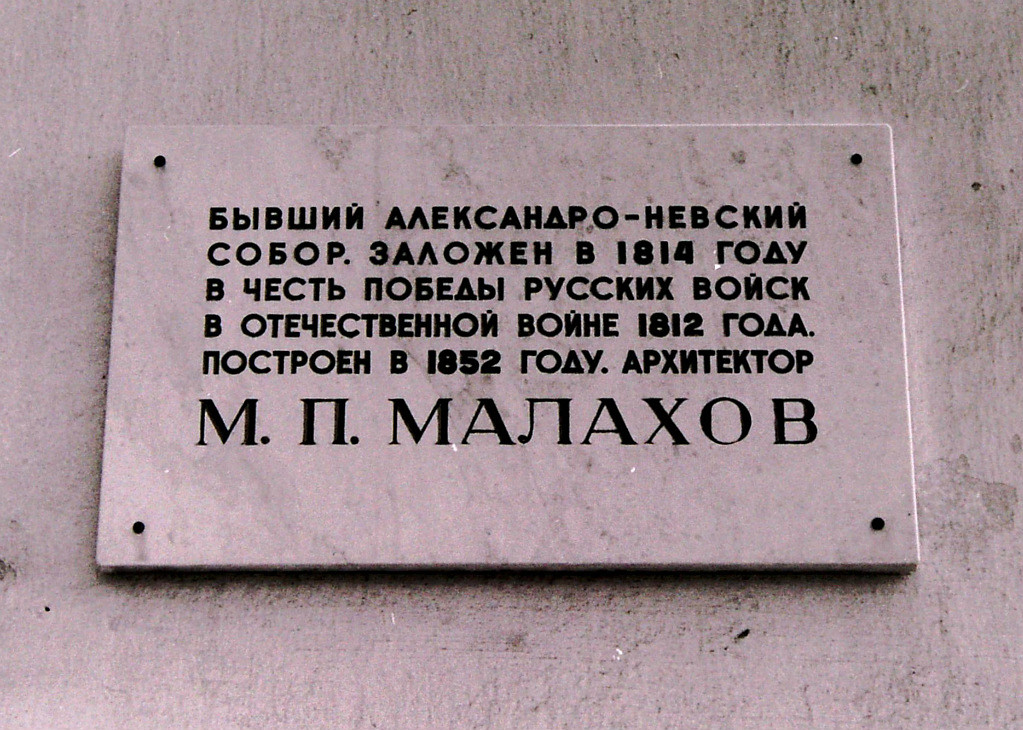 БЫВШИЙ АЛЕКСАНДРО-НЕВСКИЙ
СОБОР. ЗАЛОЖЕН В 1814 ГОДУ
В ЧЕСТЬ ПОБЕДЫ РУССКИХ ВОЙСК
В ОТЕЧЕСТВЕННОЙ ВОЙНЕ 1812 ГОДА.
ПОСТРОЕН В 1852 ГОДУ. АРХИТЕКТОР
М. П. МАЛАХОВ